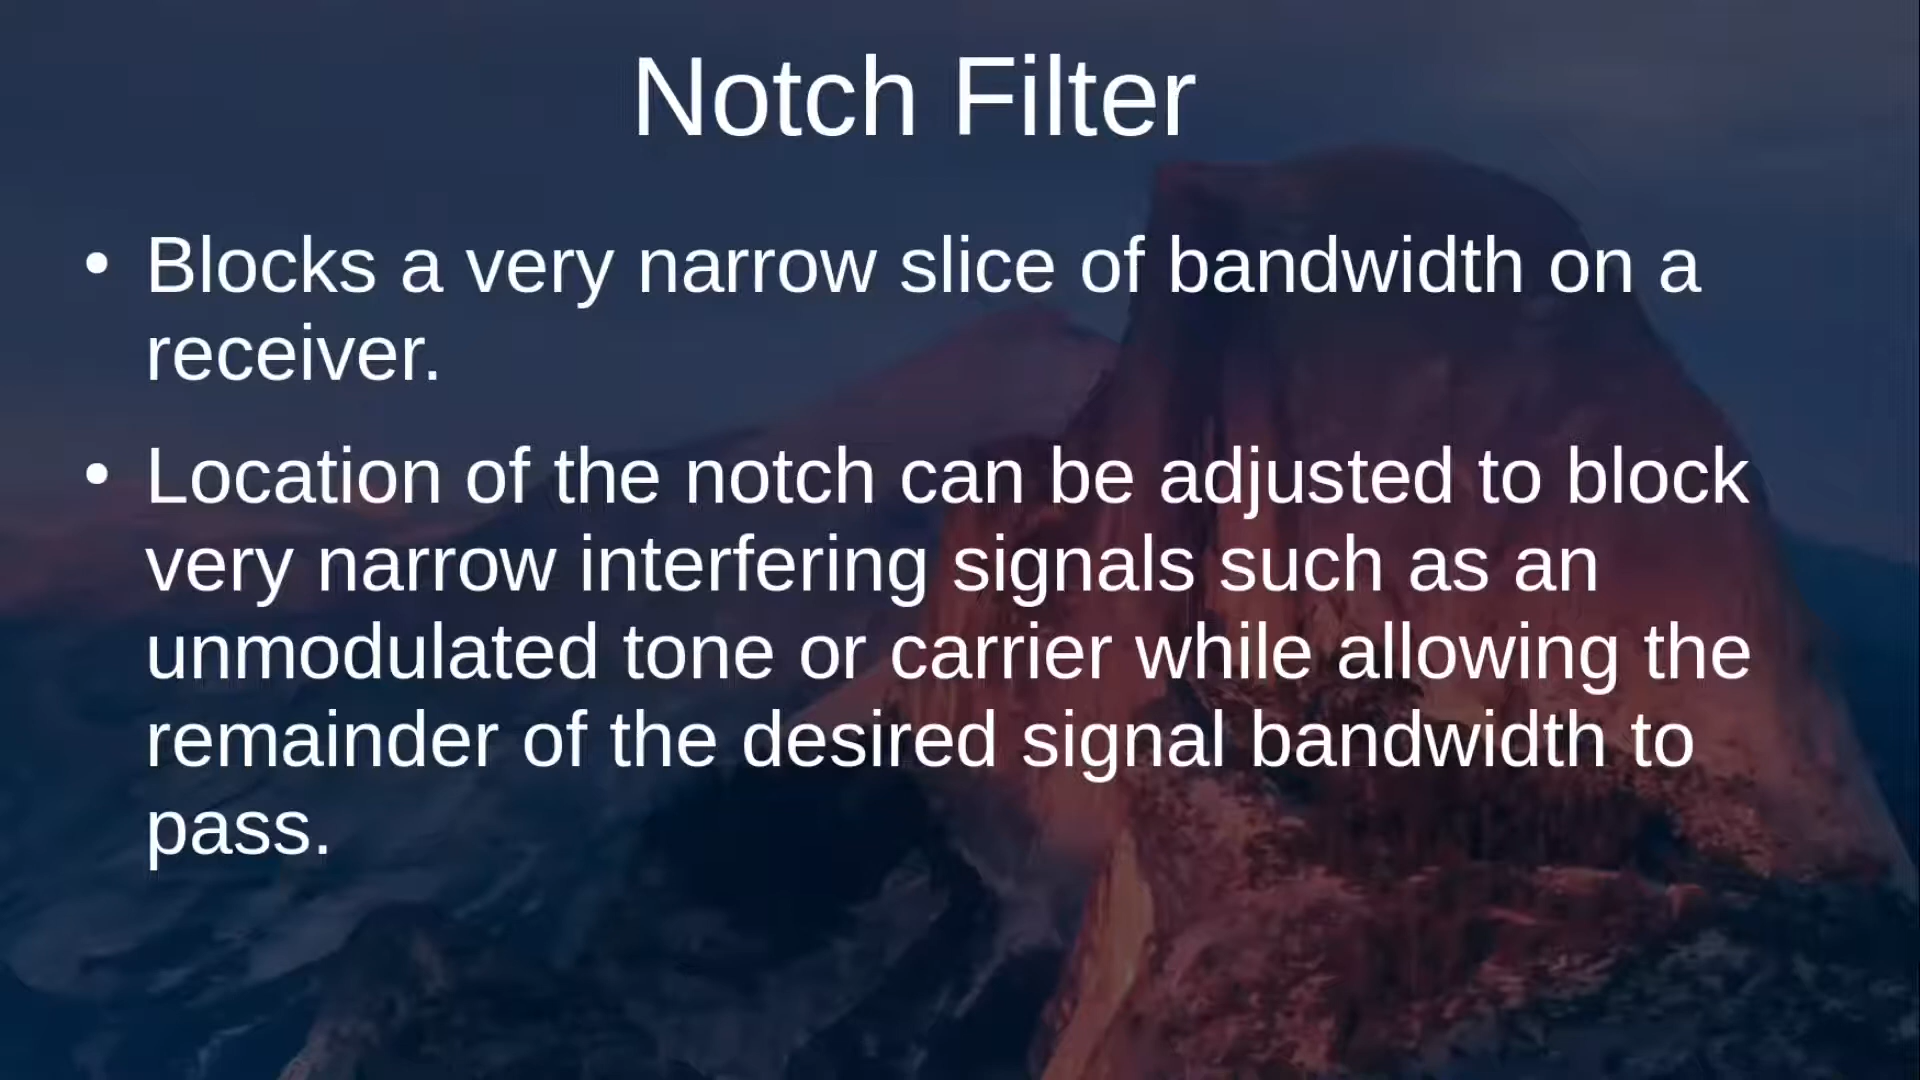 Notch Filter
• Blocks a very narrow slice of bandwidth on a
receiver.
• Location of the notch can be adjusted to block
very narrow interfering signals such as an
unmodulated tone or carrier while allowing the
remainder of the desired signal bandwidth to
pass.